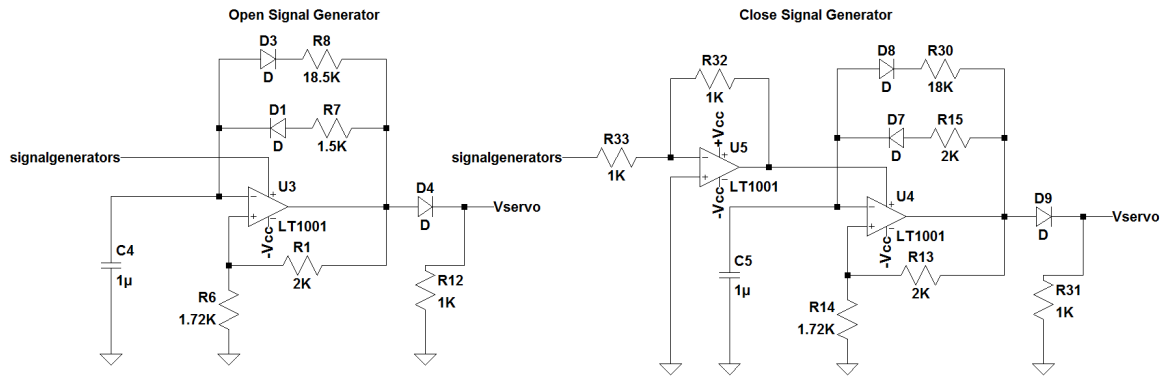 Open Signal Generator
D3
R8
D
18.5K
D1
R7
D
1.5K
signalgenerators
U3
LT1001
-Vcc
D4
D
Vservo
C4
1µ
R1
2K
R6
1.72K
R12
1K
Close Signal Generator
R32
1K
R33
1K
signalgenerators
+Vcc
U5
LT1001
-Vcc
D8
R30
D
18K
D7
R15
D
2K
U4
LT1001
-Vcc
D9
D
Vservo
C5
1µ
R13
2K
R14
1.72K
R31
1K